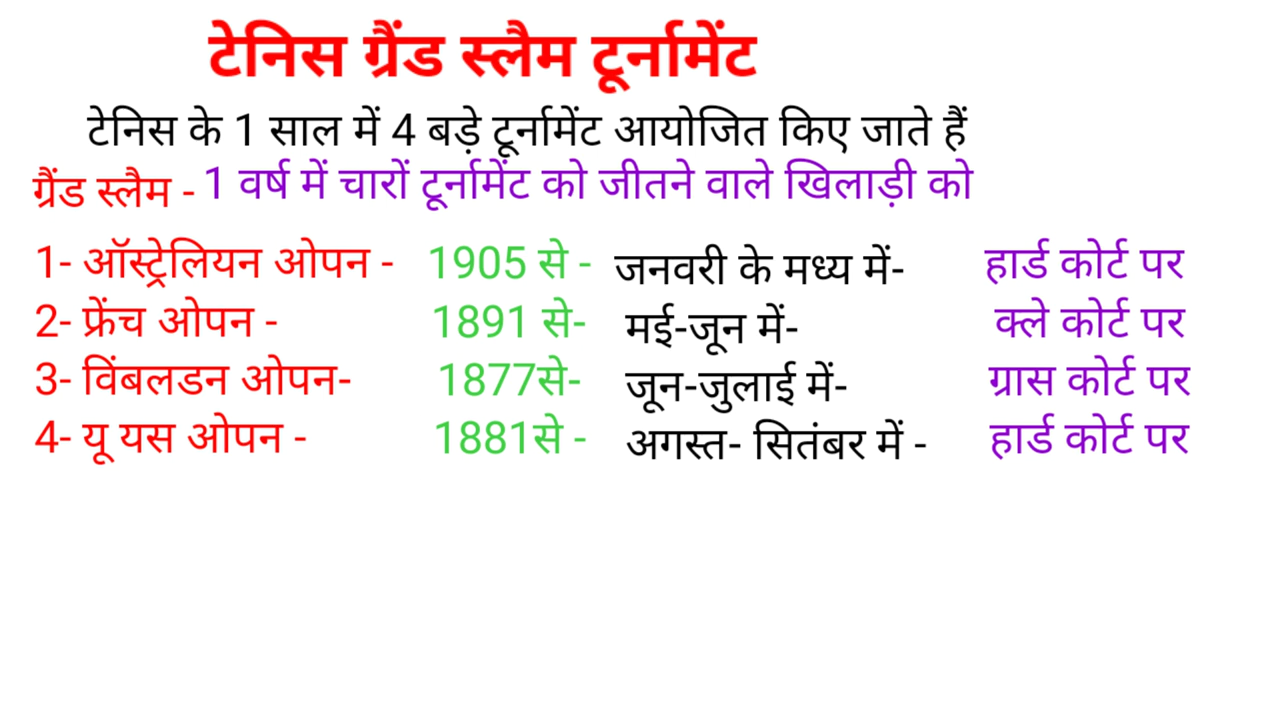 टेनिस ग्रैंड स्लैम टूर्नामेंट
टेनिस के 1 साल में 4 बड़े टूर्नामेंट आयोजित किए जाते हैं
ग्रैंड स्लैम - 1 वर्ष में चारों टूर्नामेंट को जीतने वाले खिलाड़ी को
1- ऑस्ट्रेलियन ओपन - 1905 से - जनवरी के मध्य में- हार्ड कोर्ट पर
2- फ्रेंच ओपन - 1891 से- मई-जून में- क्ले कोर्ट पर
3- विंबलडन ओपन- 1877से- जून-जुलाई में- ग्रास कोर्ट पर
4- यू यस ओपन - 1881से - अगस्त- सितंबर में - हार्ड कोर्ट पर